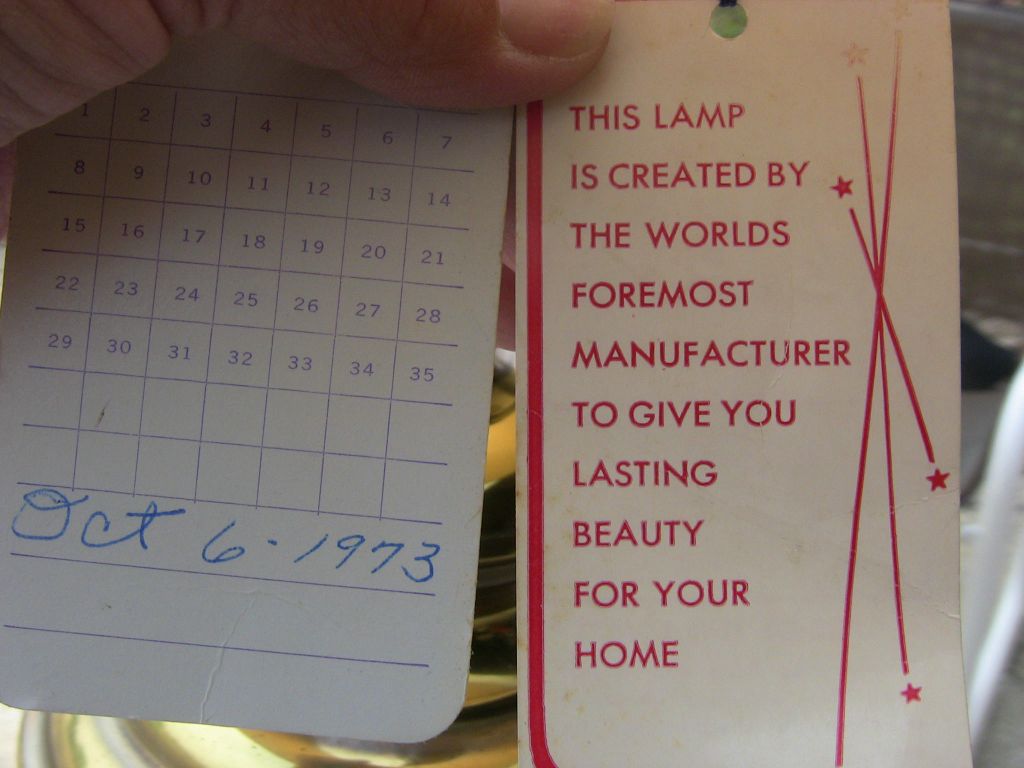 1 2 3 4 5 6 7
8 9 10 11 12 13 14
15 16 17 18 19 20 21
22 23 24 25 26 27 28
29 30 31 32 33 34 35
Oct 6-1973
THIS LAMP
IS CREATED BY
THE WORLDS
FOREMOST
MANUFACTURER
TO GIVE YOU
LASTING
BEAUTY
FOR YOUR
HOME